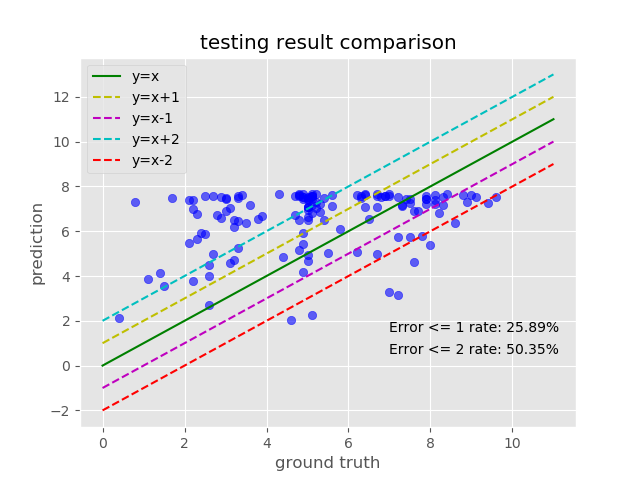 testing result comparison
y=x
y=x+1
y=x-1
y=x+2
y=x-2
12
10
8
6
4
2
0
−2
prediction
Error <= 1 rate: 25.89%
Error <= 2 rate: 50.35%
0 2 4 6 8 10
ground truth